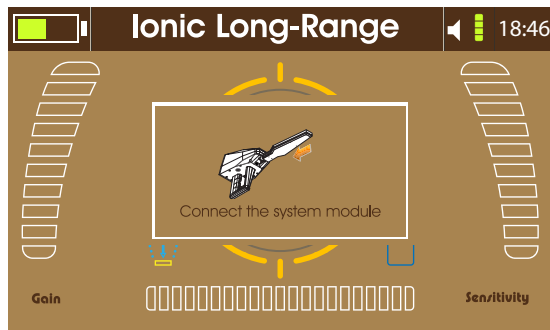 Ionic Long-Range
18:46
Connect the system module
Gain
Sensitivity